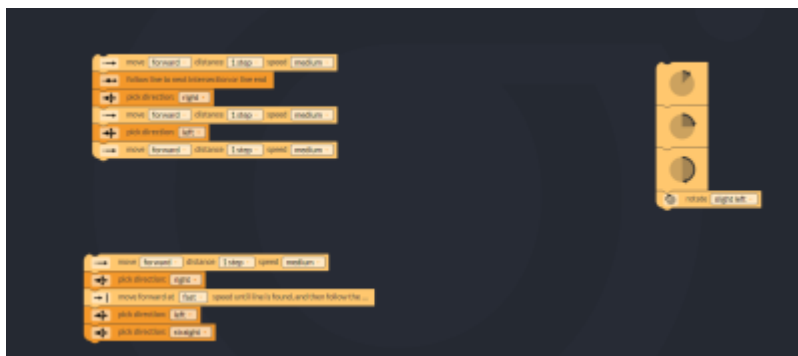 move forward distance 1 step speed medium
follow line to next intersection or line end
pick direction: right
move forward distance 1 step speed medium
pick direction: left
move forward distance 1 step speed medium
rotate slight left
move forward distance 1 step speed medium
pick direction: right
move forward at fast speed until line is found, and then follow the ...
pick direction: left
pick direction: straight